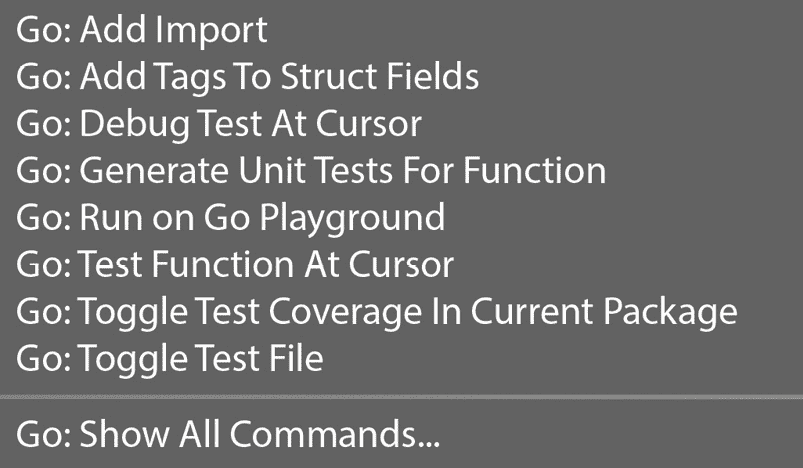 Go: Add Import
Go: Add Tags To Struct Fields
Go: Debug Test At Cursor
Go: Generate Unit Tests For Function
Go: Run on Go Playground
Go: Test Function At Cursor
Go: Toggle Test Coverage In Current Package
Go: Toggle Test File
Go: Show All Commands...